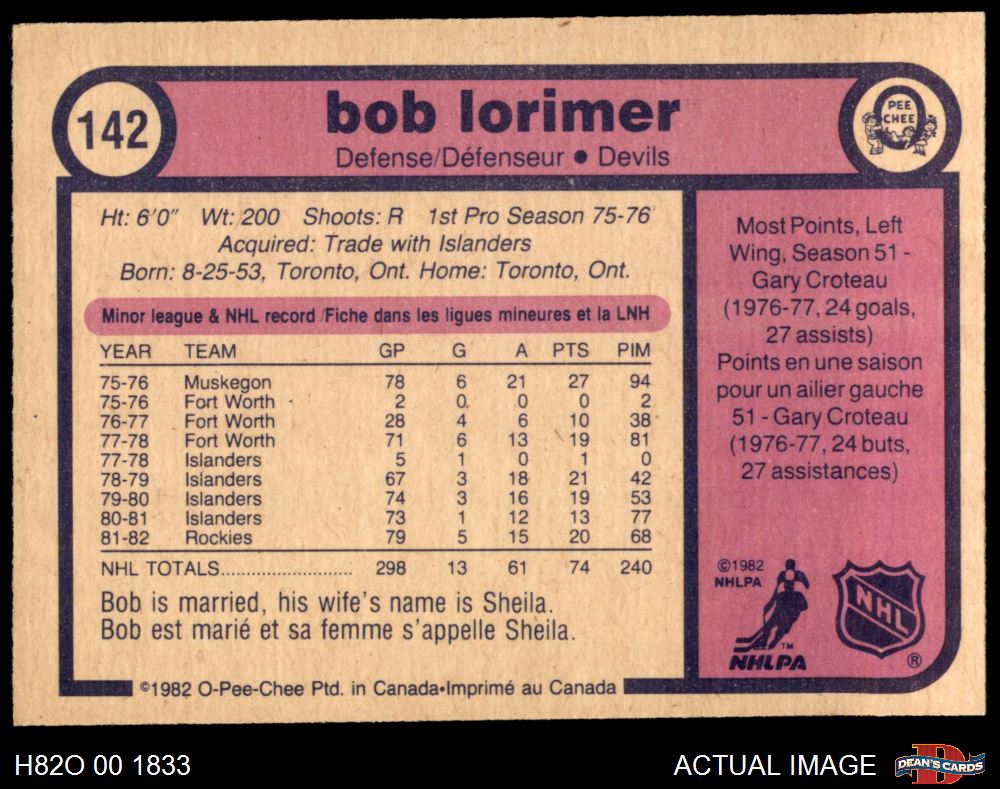 142
bob lorimer
Defense/Défenseur • Devils
PEE
CHEE
Ht: 6'0" Wt: 200 Shoots: R 1st Pro Season 75-76
Acquired: Trade with Islanders
Born: 8-25-53, Toronto, Ont. Home: Toronto, Ont.
Minor league & NHL record /Fiche dans les ligues mineures et la LNH
YEAR TEAM GP G A PTS PIM
75-76 Muskegon 78 6 21 27 94
75-76 Fort Worth 2 0 0 0 2
76-77 Fort Worth 28 4 6 10 38
77-78 Fort Worth 71 6 13 19 81
77-78 Islanders 5 1 0 1 0
78-79 Islanders 67 3 18 21 42
79-80 Islanders 74 3 16 19 53
80-81 Islanders 73 1 12 13 77
81-82 Rockies 79 5 15 20 68
NHL TOTALS.............................. 298 13 61 74 240
Bob is married, his wife's name is Sheila.
Bob est marié et sa femme s'appelle Sheila.
©1982 O-Pee-Chee Ptd. in Canada•Imprimé au Canada
Most Points, Left
Wing, Season 51 -
Gary Croteau
(1976-77, 24 goals,
27 assists)
Points en une saison
pour un ailier gauche
51 - Gary Croteau
(1976-77, 24 buts,
27 assistances)
©1982
NHLPA
TM
NHLPA
NHL
®
H82O 00 1833
ACTUAL IMAGE
DEAN'S CARDS